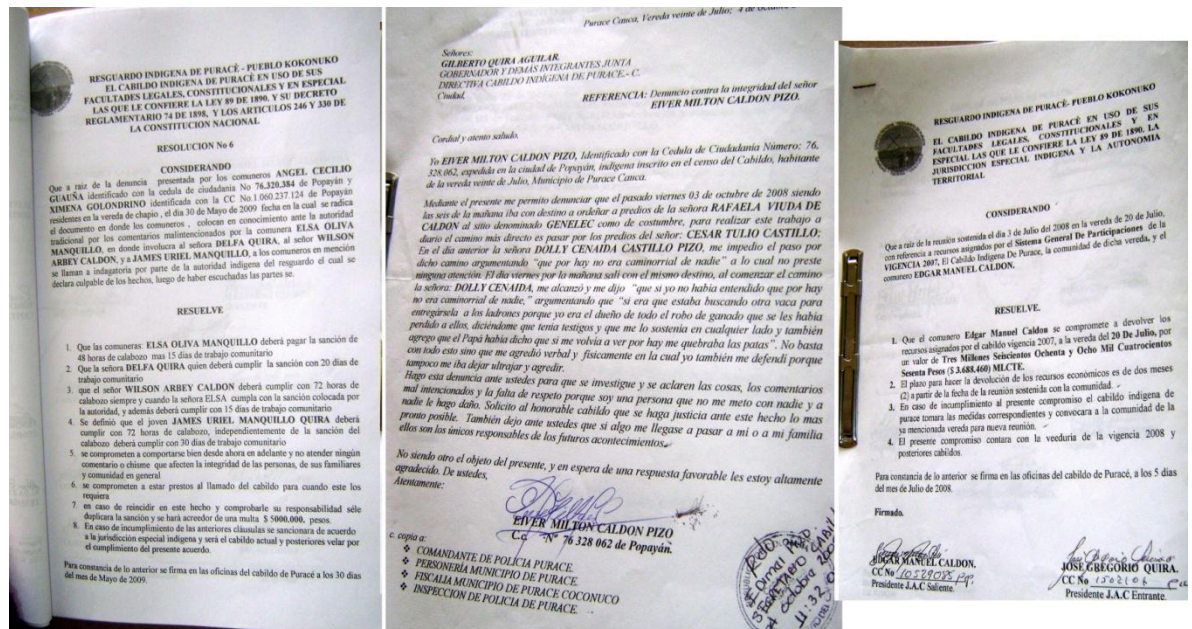 RESGUARDO INDIGENA DE PURACÈ - PUEBLO KOKONUKO
EL CABILDO INDIGENA DE PURACÈ EN USO DE SUS
FACULTADES LEGALES, CONSTITUCIONALES Y EN ESPECIAL
LAS QUE LE CONFIERE LA LEY 89 DE 1890, Y SU DECRETO
REGLAMENTARIO 74 DE 1898, Y LOS ARTICULOS 246 Y 330 DE
LA CONSTITUCION NACIONAL
RESOLUCION No 6
CONSIDERANDO
Que a raiz de la denuncia presentada por los comuneros ANGEL CECILIO
GUAUÑA identificado con la cedula de ciudadania No 76.320.384 de Popayán y
XIMENA GOLONDRINO identificada con la CC No.1.060.237.124 de Popayán
residentes en la vereda de chapio , el dia 30 de Mayo de 2009 fecha en la cual se radica
el documento en donde los comuneros , colocan en conocimiento ante la autoridad
tradicional por los comentarios malintencionados por la comunera ELSA OLIVA
MANQUILLO, en donde involucra al señora DELFA QUIRA, al señor WILSON
ARBEY CALDON, y a JAMES URIEL MANQUILLO, a los comuneros en mención
se llaman a indagatoria por parte de la autoridad indigena del resguardo el cual se
declara culpable de los hechos, luego de haber escuchadas las partes se.
RESUELVE
1. Que las comuneras: ELSA OLIVA MANQUILLO deberá pagar la sanción de
48 horas de calabozo mas 15 días de trabajo comunitario
2. Que la señora DELFA QUIRA quien deberá cumplir la sanción con 20 días de
trabajo comunitario
3. que el señor WILSON ARBEY CALDON deberá cumplir con 72 horas de
calabozo siempre y cuando la señora ELSA cumpla con la sanción colocada por
la autoridad, y además deberá cumplir con 15 días de trabajo comunitario
4. Se definió que el joven JAMES URIEL MANQUILLO QUIRA deberá
cumplir con 72 horas de calabozo, independientemente de la sanción del
calabozo deberá cumplir con 30 días de trabajo comunitario
5. se comprometen a comportarse bien desde ahora en adelante y no atender ningún
comentario o chisme que afecten la integridad de las personas, de sus familiares
y comunidad en general
6. se comprometen a estar prestos al llamado del cabildo para cuando este los
requiera
7. en caso de reincidir en este hecho y comprobarle su responsabilidad séle
duplicara la sanción y se hará acreedor de una multa $ 5000.000, pesos.
8. En caso de incumplimiento de las anteriores cláusulas se sancionara de acuerdo
a la jurisdicción especial indígena y será el cabildo actual y posteriores velar por
el cumplimiento del presente acuerdo.
Para constancia de lo anterior se firma en las oficinas del cabildo de Puracé a los 30 días
del mes de Mayo de 2009.
Purace Cauca, Vereda veinte de Julio; 4 de
Señores:
GILBERTO QUIRA AGUILAR.
GOBERNADOR Y DEMÁS INTEGRANTES JUNTA
DIRECTIVA CABILDO INDÍGENA DE PURACE.- C.
Ciudad.
REFERENCIA: Denuncio contra la integridad del señor
EIVER MILTON CALDON PIZO.
Cordial y atento saludo.
Yo EIVER MILTON CALDON PIZO, Identificado con la Cedula de Ciudadanía Número: 76.
328.062, expedida en la ciudad de Popayán, indígena inscrito en el censo del Cabildo, habitante
de la vereda veinte de Julio, Municipio de Purace Cauca.
Mediante el presente me permito denunciar que el pasado viernes 03 de octubre de 2008 siendo
las seis de la mañana iba con destino a ordeñar a predios de la señora RAFAELA VIUDA DE
CALDON al sitio denominado GENELEC como de costumbre, para realizar este trabajo a
diario el camino más directo es pasar por los predios del señor: CESAR TULIO CASTILLO;
En el día anterior la señora DOLLY CENAIDA CASTILLO PIZO, me impedio el paso por
dicho camino argumentando "que por hay no era caminorrial de nadie" a lo cual no preste
ninguna atención. El día viernes por la mañana salí con el mismo destino, al comenzar el camino
la señora: DOLLY CENAIDA, me alcanzó y me dijo "que si yo no había entendido que por hay
no era caminorrial de nadie," argumentando que "si era que estaba buscando otra vaca para
entregársela a los ladrones porque yo era el dueño de todo el robo de ganado que se les había
perdido a ellos, diciéndome que tenía testigos y que me lo sostenía en cualquier lado y también
agrego que el Papá había dicho que si me volvía a ver por hay me quebraba las patas". No basta
con todo esto sino que me agredió verbal y físicamente en la cual yo también me defendí porque
tampoco me iba dejar ultrajar y agredir.
Hago esta denuncia ante ustedes para que se investigue y se aclaren las cosas, los comentarios
mal intencionados y la falta de respeto porque soy una persona que no me meto con nadie y a
nadie le hago daño. Solicito al honorable cabildo que se haga justicia ante este hecho lo mas
pronto posible. También dejo ante ustedes que si algo me llegase a pasar a mí o a mi familia
ellos son los únicos responsables de los futuros acontecimientos.
No siendo otro el objeto del presente, y en espera de una respuesta favorable les estoy altamente
agradecido. De ustedes,
Atentamente:
EIVER MILTON CALDON PIZO
C.c. Nº 76 328 062 de Popayán.
c. copia a:
❖ COMANDANTE DE POLICÍA PURACE.
❖ PERSONERÍA MUNICIPIO DE PURACE.
❖ FISCALIA MUNICIPIO DE PURACE COCONUCO
❖ INSPECCION DE POLICIA DE PURACE.
11:32
RESGUARDO INDIGENA DE PURACÈ- PUEBLO KOKONUKO
EL CABILDO INDIGENA DE PURACÈ EN USO DE SUS
FACULTADES LEGALES, CONSTITUCIONALES Y EN
ESPECIAL LAS QUE LE CONFIERE LA LEY 89 DE 1890. LA
JURISDICCION ESPECIAL INDIGENA Y LA AUTONOMIA
TERRITORIAL
CONSIDERANDO
Que a raíz de la reunión sostenida el día 3 de Julio del 2008 en la vereda de 20 de Julio,
con referencia a recursos asignados por el Sistema General De Participaciones de la
VIGENCIA 2007, El Cabildo Indigena De Purace, la comunidad de dicha vereda, y el
comunero EDGAR MANUEL CALDON.
RESUELVE.
1. Que el comunero Edgar Manuel Caldon se compromete a devolver los
recursos asignados por el cabildo vigencia 2007, a la vereda del 20 De Julio, por
un valor de Tres Millones Seiscientos Ochenta y Ocho Mil Cuatrocientos
Sesenta Pesos ($ 3.688,460) MLCTE.
2. El plazo para hacer la devolución de los recursos económicos es de dos meses
(2) a partir de fecha de la reunión sostenida con la comunidad.
3. En caso de incumplimiento al presente compromiso el cabildo indígena de
purace tomara las medidas correspondientes y convocara a la comunidad de la
ya mencionada vereda para nueva reunión.
4. El presente compromiso contara con la veeduria de la vigencia 2008 y
posteriores cabildos.
Para constancia de lo anterior se firma en las oficinas del cabildo de Puracé, a los 5 días
del mes de Julio de 2008.
Firmado.
EDGAR MANUEL CALDON.
CC No 10529085
Presidente J.A.C Saliente.
JOSE GREGORIO QUIRA.
CC No 1502106
Presidente J.A.C Entrante.